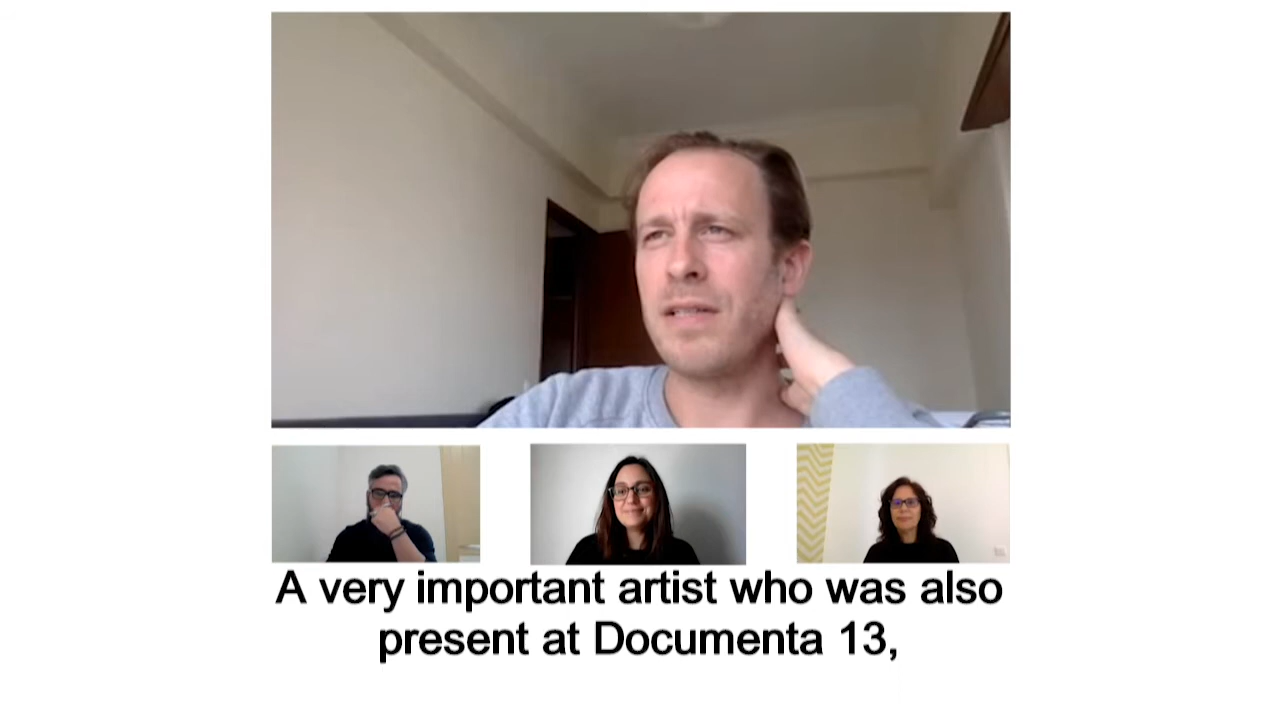 A very important artist who was also
present at Documenta 13,